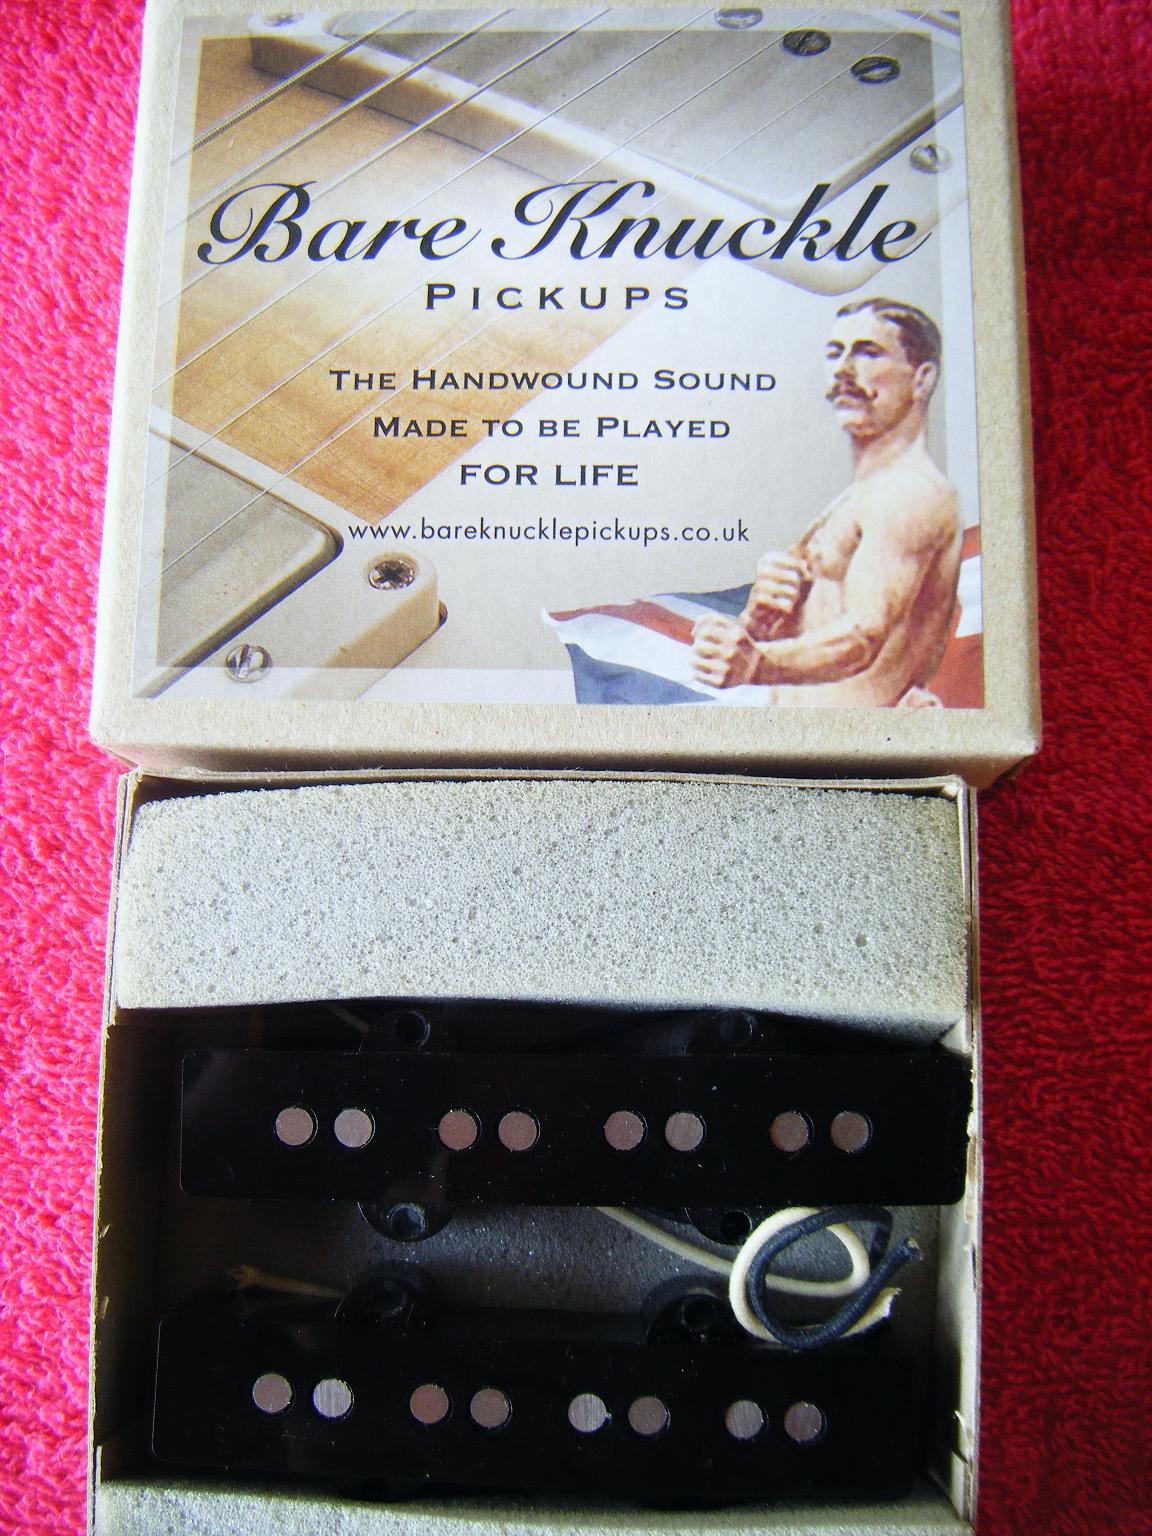 Bare Knuckle
PICKUPS
THE HANDWOUND SOUND
MADE TO BE PLAYED
FOR LIFE
www.bareknucklepickups.co.uk